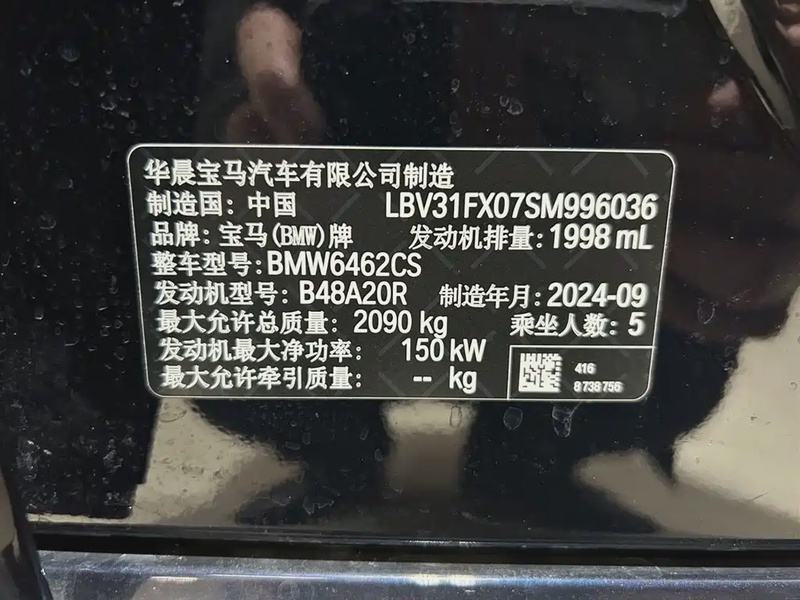 华晨宝马汽车有限公司制造
制造国：中国 LBV31FX07SM996036
品牌：宝马(BMW)牌 发动机排量：1998 mL
整车型号：BMW6462CS
发动机型号：B48A20R 制造年月：2024-09
最大允许总质量：2090 kg 乘坐人数：5
发动机最大净功率：150 kW
最大允许牵引质量：-- kg
416
8738756